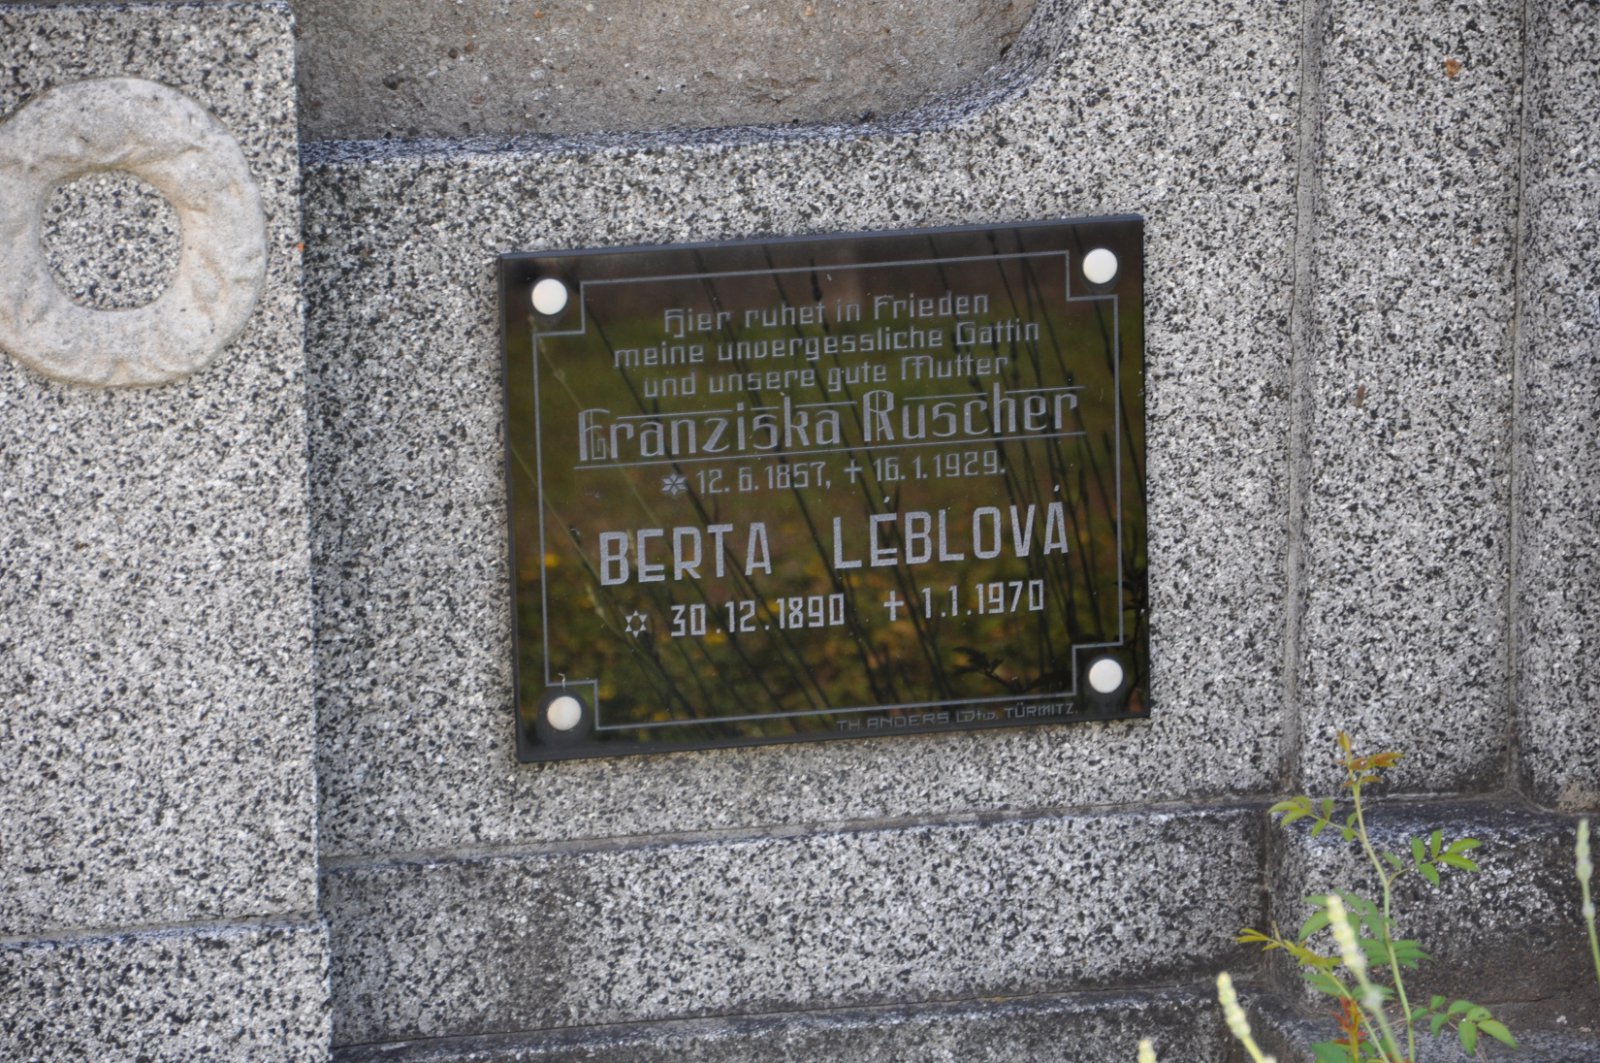 Hier ruhet in Frieden
meine unvergessliche Gattin
und unsere gute Mutter
Franziska Ruscher
* 12. 6. 1857, † 16. 1. 1929.
BERTA LÉBLOVÁ
✡ 30.12.1890 † 1.1.1970
TH. ANDERS Wtw. TÜRMITZ.